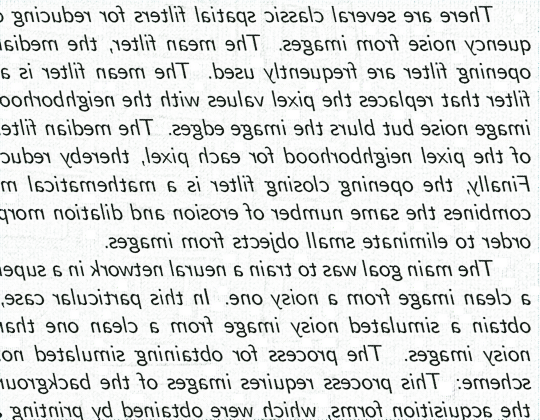 There are several classic spatial filters for reducing
quency noise from images. The mean filter, the media
opening filter are frequently used. The mean filter is a
filter that replaces the pixel values with the neighborhoo
image noise but blurs the image edges. The median filte
of the pixel neighborhood for each pixel, thereby reduc
Finally, the opening closing filter is a mathematical m
combines the same number of erosion and dilation morp
order to eliminate small objects from images.
The main goal was to train a neural network in a supe
a clean image from a noisy one. In this particular case,
obtain a simulated noisy image from a clean one than
noisy images. The process for obtaining simulated no
scheme: This process requires images of the backgroun
the acquisition forms, which were obtained by printing